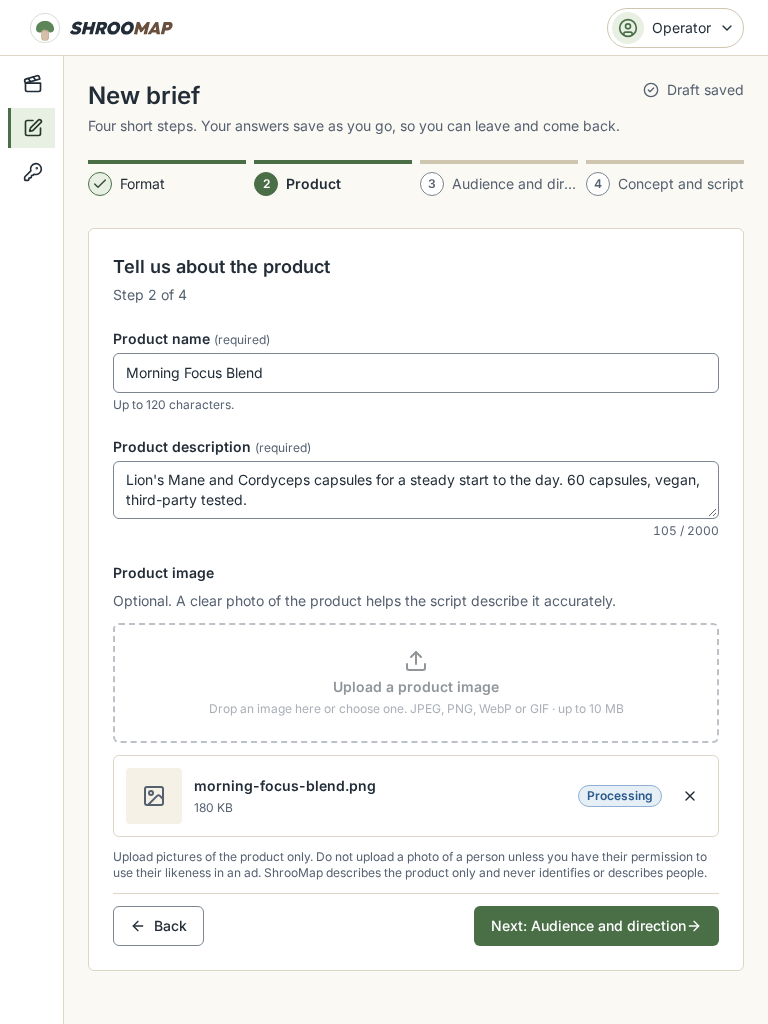 SHROOMAP
Operator
New brief
Draft saved
Four short steps. Your answers save as you go, so you can leave and come back.
Format
2 Product
3 Audience and dir...
4 Concept and script
Tell us about the product
Step 2 of 4
Product name (required)
Morning Focus Blend
Up to 120 characters.
Product description (required)
Lion's Mane and Cordyceps capsules for a steady start to the day. 60 capsules, vegan,
third-party tested.
105 / 2000
Product image
Optional. A clear photo of the product helps the script describe it accurately.
Upload a product image
Drop an image here or choose one. JPEG, PNG, WebP or GIF · up to 10 MB
morning-focus-blend.png
180 KB
Processing
Upload pictures of the product only. Do not upload a photo of a person unless you have their permission to
use their likeness in an ad. ShrooMap describes the product only and never identifies or describes people.
Back
Next: Audience and direction